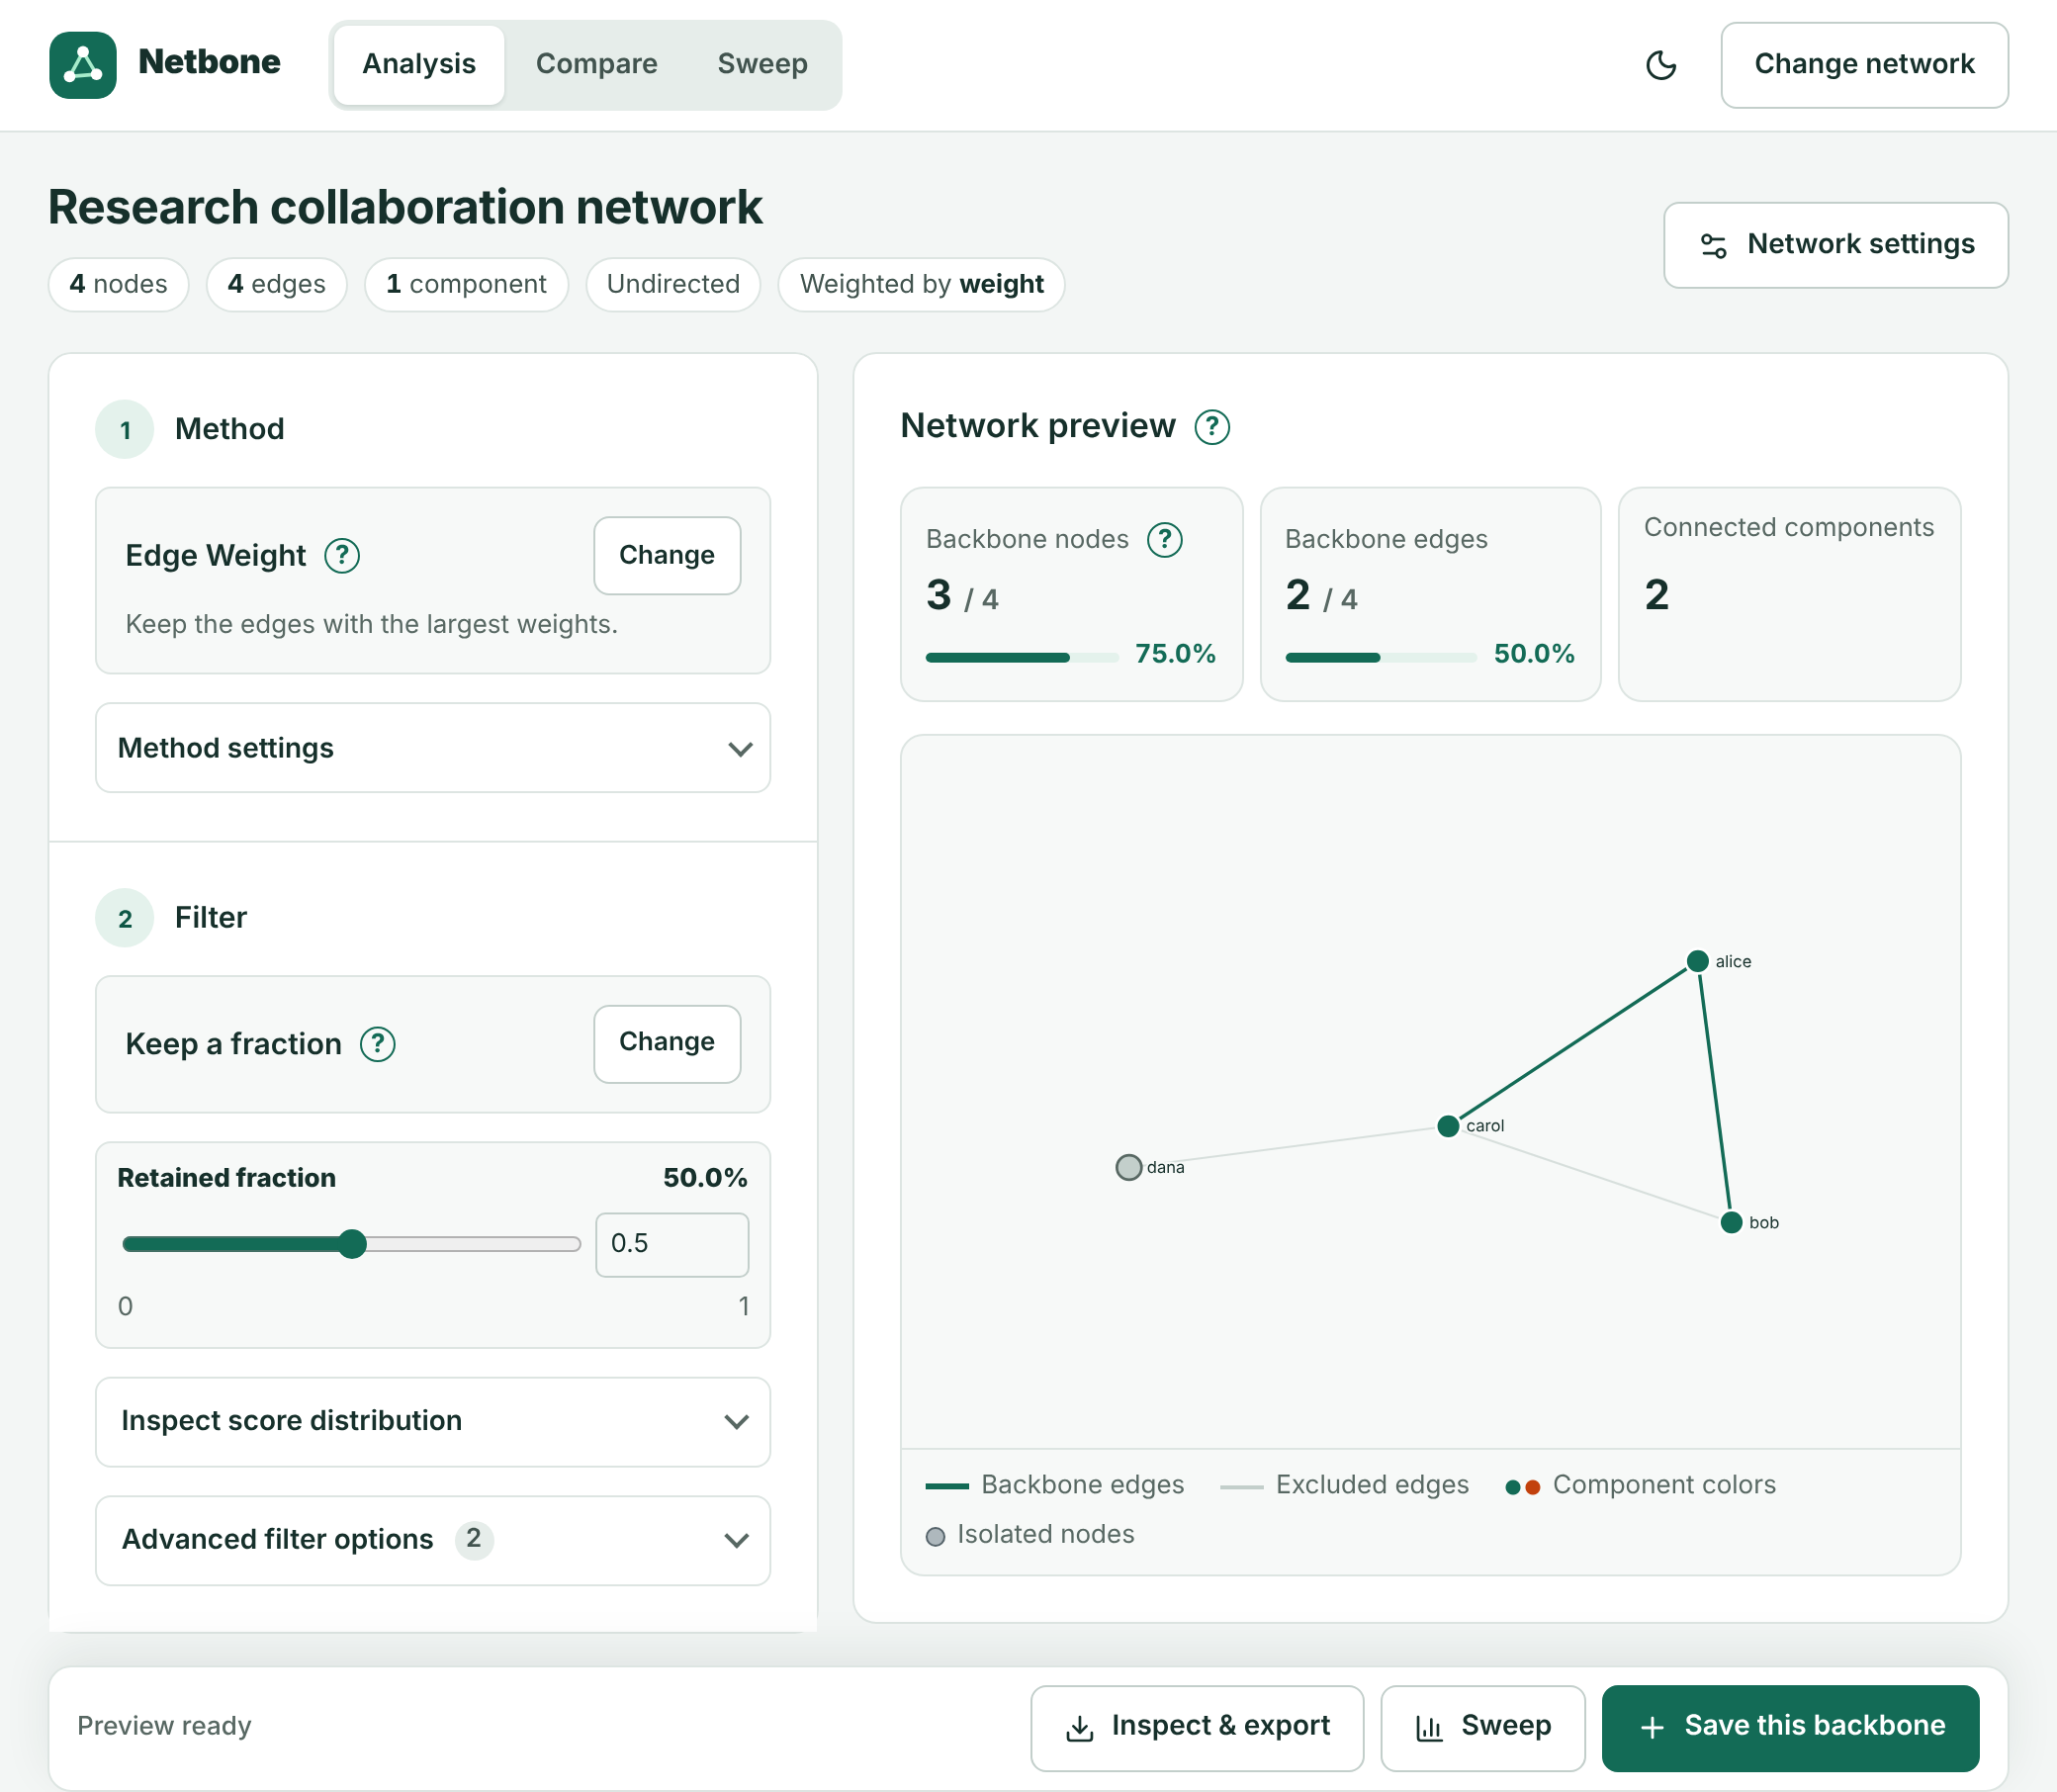 Netbone
Analysis
Compare
Sweep
Change network
Research collaboration network
4 nodes
4 edges
1 component
Undirected
Weighted by weight
Network settings
1
Method
Edge Weight ?
Change
Keep the edges with the largest weights.
Method settings
2
Filter
Keep a fraction ?
Change
Retained fraction
50.0%
0.5
0
1
Inspect score distribution
Advanced filter options 2
Network preview ?
Backbone nodes ?
3 / 4
75.0%
Backbone edges
2 / 4
50.0%
Connected components
2
alice
carol
dana
bob
Backbone edges
Excluded edges
Component colors
Isolated nodes
Preview ready
Inspect & export
Sweep
Save this backbone